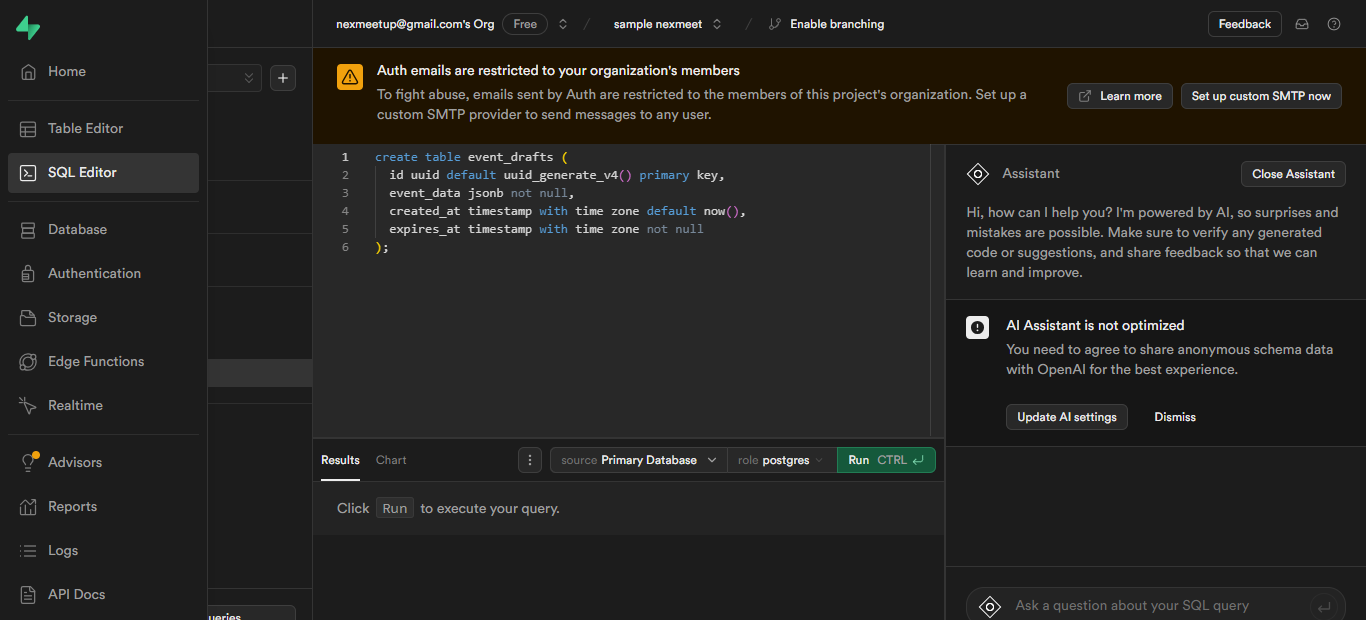 nexmeetup@gmail.com's Org Free / sample nexmeet / Enable branching
Feedback
Home
Table Editor
SQL Editor
Database
Authentication
Storage
Edge Functions
Realtime
Advisors
Reports
Logs
API Docs
Auth emails are restricted to your organization's members
To fight abuse, emails sent by Auth are restricted to the members of this project's organization. Set up a
custom SMTP provider to send messages to any user.
Learn more
Set up custom SMTP now
1 create table event_drafts (
2 id uuid default uuid_generate_v4() primary key,
3 event_data jsonb not null,
4 created_at timestamp with time zone default now(),
5 expires_at timestamp with time zone not null
6 );
Results
Chart
source Primary Database
role postgres
Run CTRL
Click Run to execute your query.
Assistant
Close Assistant
Hi, how can I help you? I'm powered by AI, so surprises and
mistakes are possible. Make sure to verify any generated
code or suggestions, and share feedback so that we can
learn and improve.
AI Assistant is not optimized
You need to agree to share anonymous schema data
with OpenAI for the best experience.
Update AI settings
Dismiss
Ask a question about your SQL query